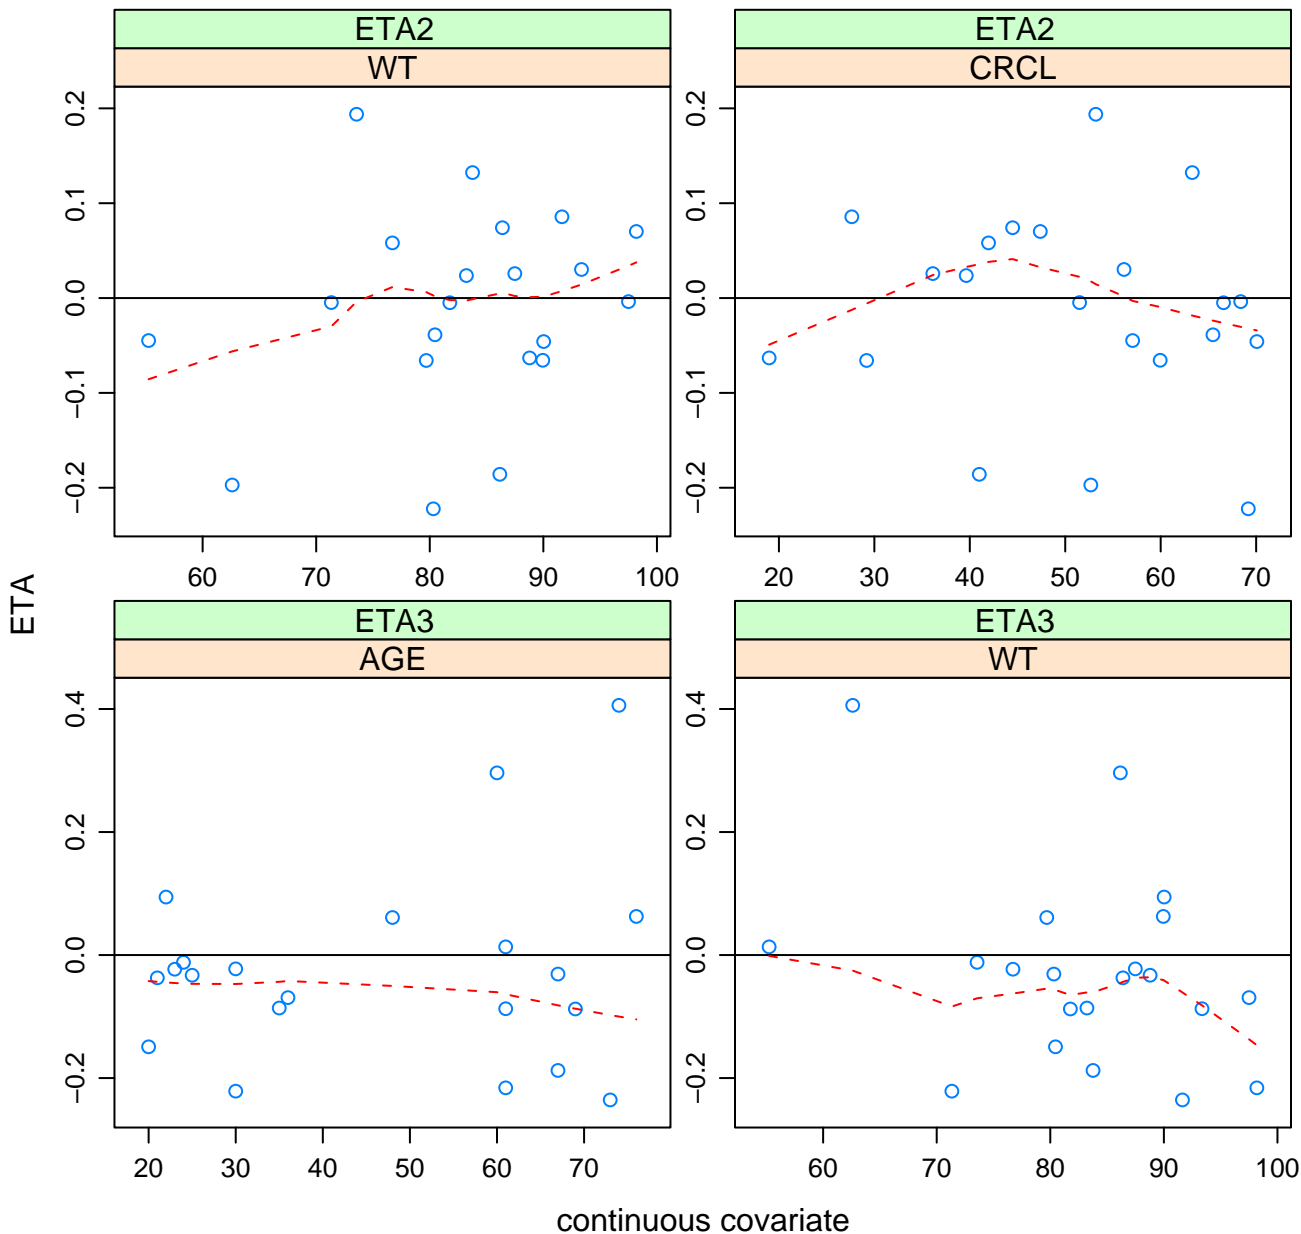 ETA2 ETA2
WT CRCL
0.2 0.2
0.1 0.1
0.0 0.0
−0.1 −0.1
−0.2 −0.2
60 70 80 90 100 20 30 40 50 60 70
ETA
ETA3 ETA3
AGE WT
0.4 0.4
0.2 0.2
0.0 0.0
−0.2 −0.2
20 30 40 50 60 70 60 70 80 90 100
continuous covariate